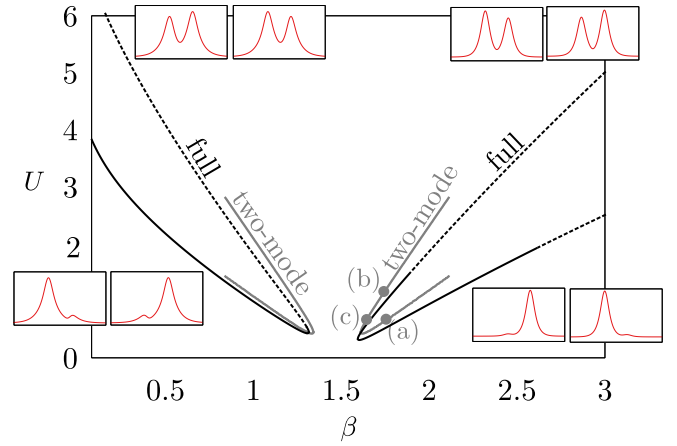 6
5
full
full
4
U
3
two-mode
two-mode
2
(b)
(c)
(a)
0
0.5 1 1.5 2 2.5 3
β